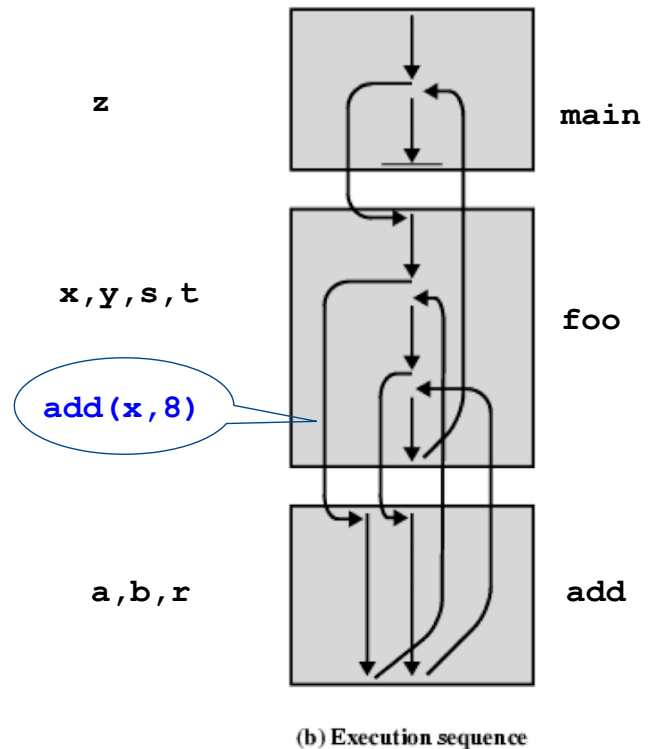 z
main
x,y,s,t
foo
add(x,8)
a,b,r
add
(b) Execution sequence